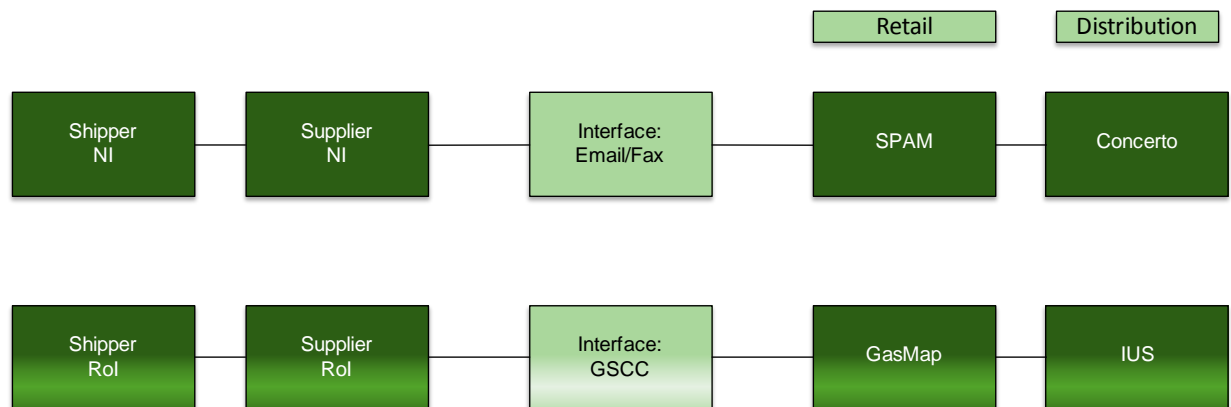 Retail
Distribution
Shipper
NI
Supplier
NI
Interface:
Email/Fax
SPAM
Concerto
Shipper
RoI
Supplier
RoI
Interface:
GSCC
GasMap
IUS